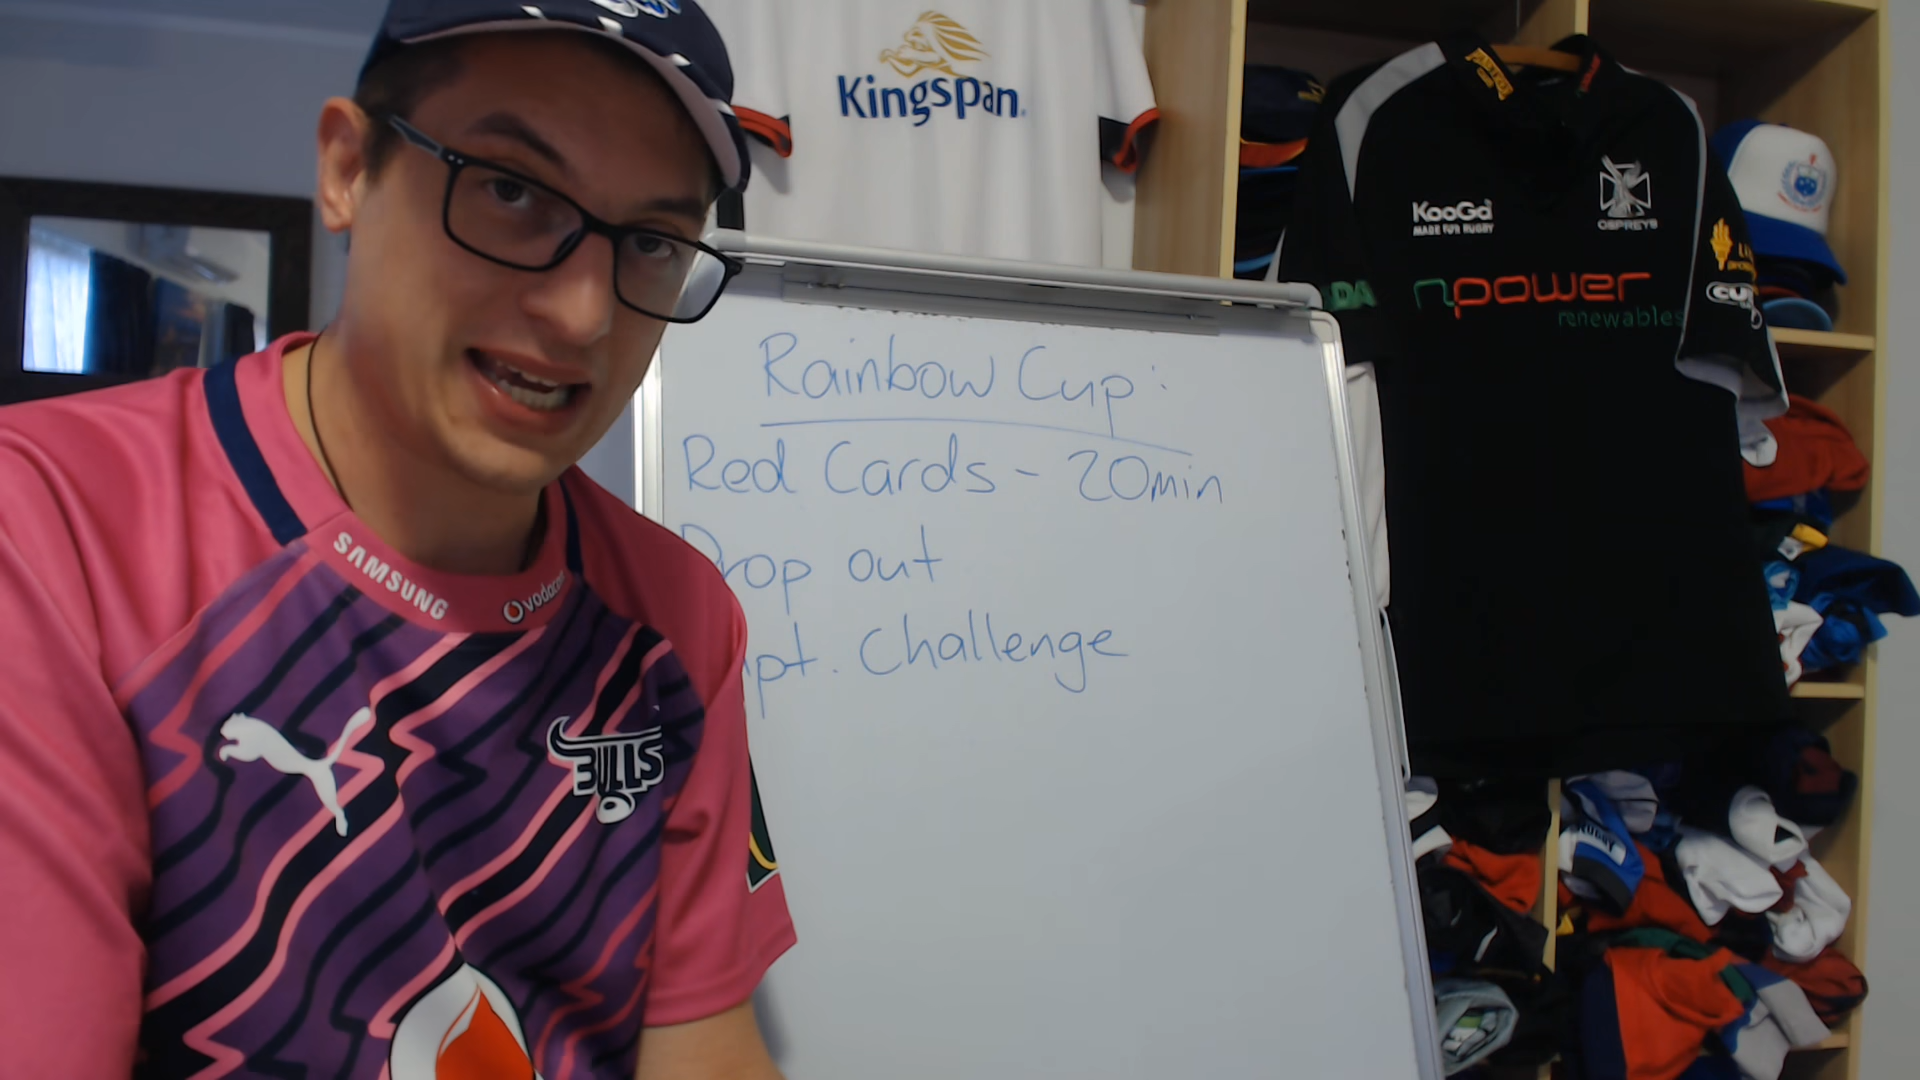 Kingspan
KooGa
MADE FOR RUGBY
OSPREYS
npower
renewables
Rainbow Cup:
Red Cards - 20min
Drop out
pt. Challenge
SAMSUNG
vodacom
BULLS